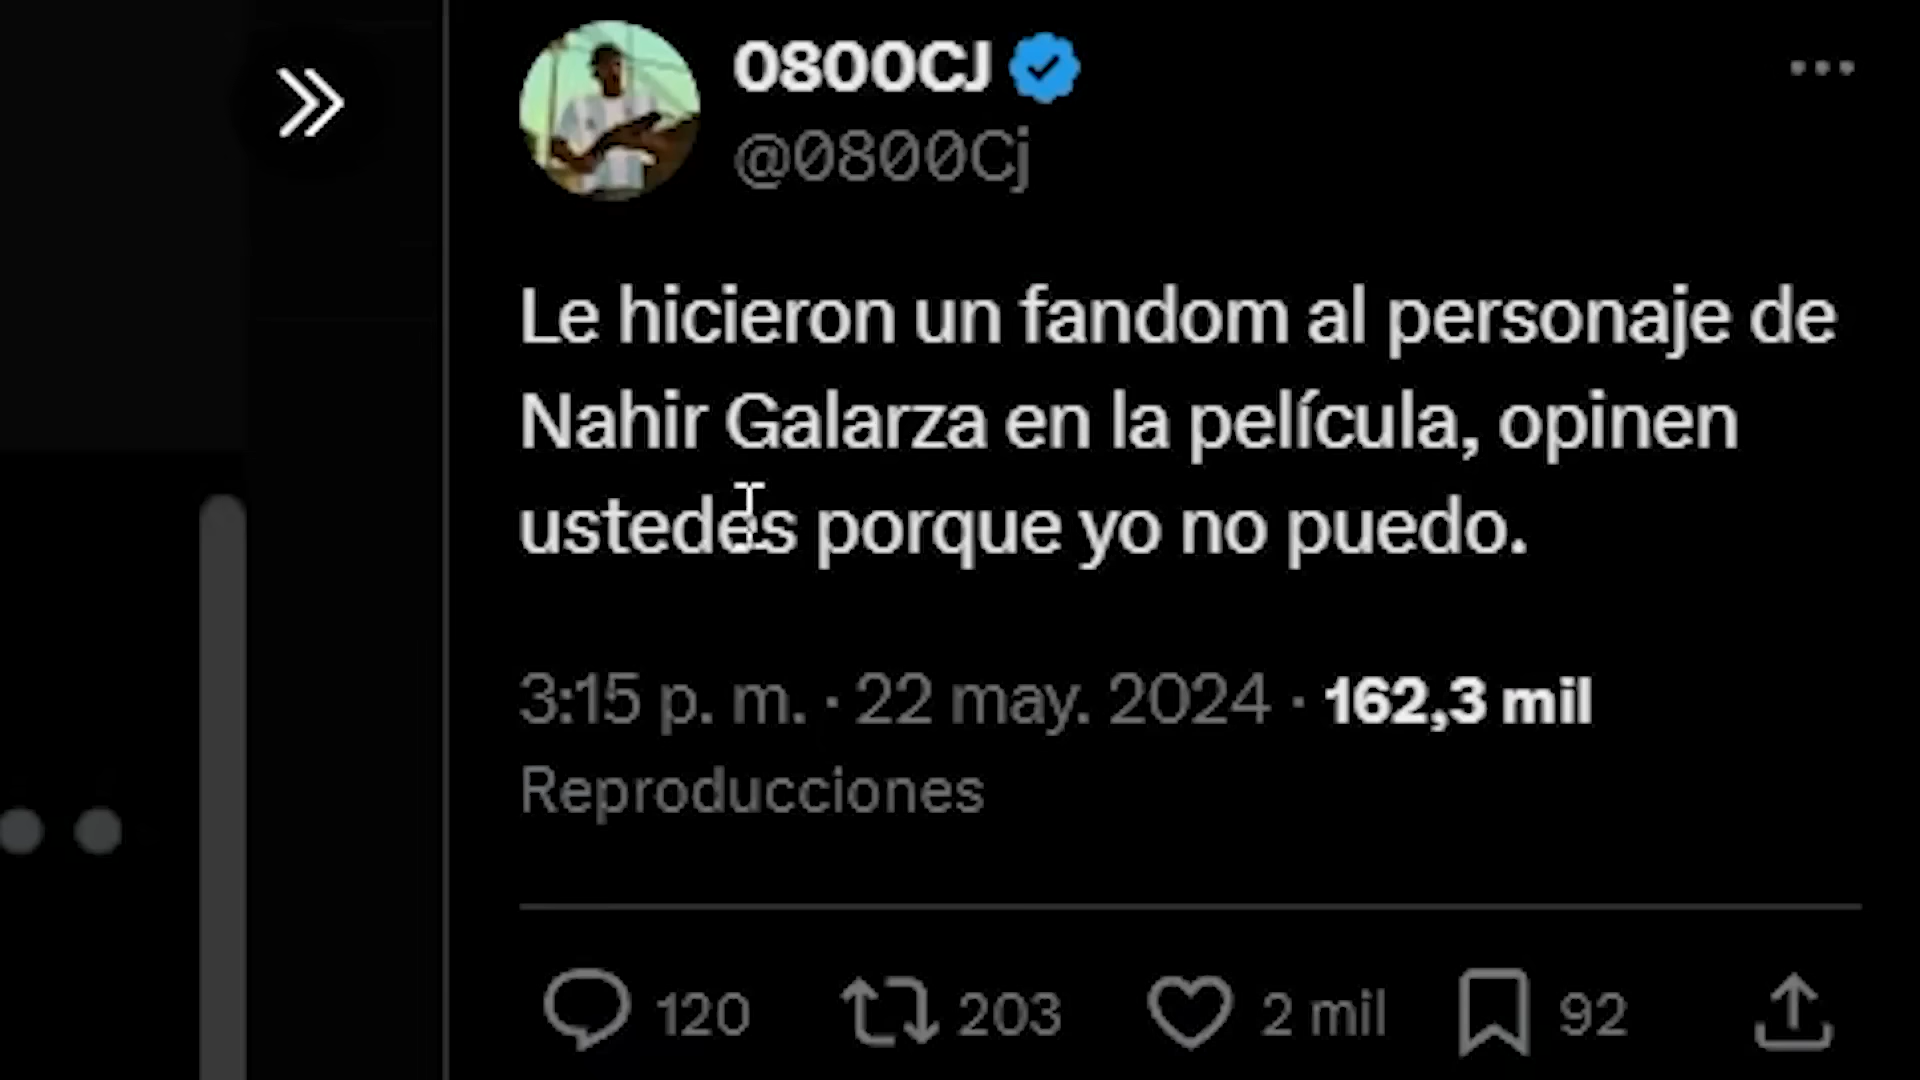 0800CJ
@0800Cj
Le hicieron un fandom al personaje de
Nahir Galarza en la película, opinen
ustedes porque yo no puedo.
3:15 p. m. · 22 may. 2024 · 162,3 mil
Reproducciones
120 203 2 mil 92